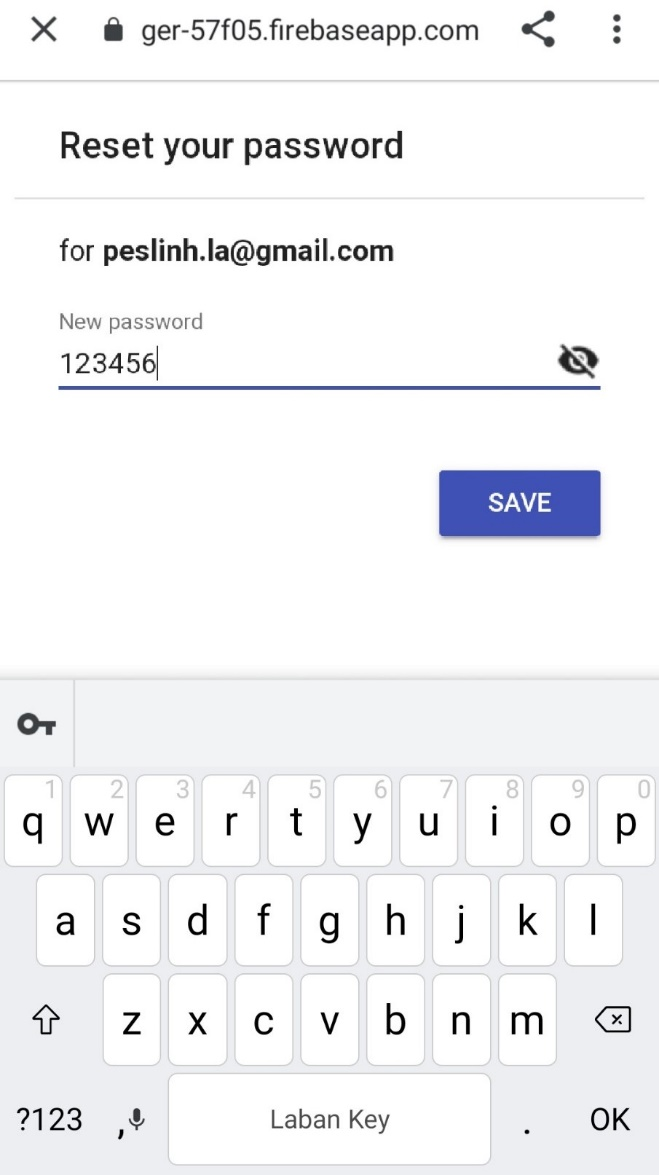 ger-57f05.firebaseapp.com
Reset your password
for peslinh.la@gmail.com
New password
123456
SAVE
1 2 3 4 5 6 7 8 9 0
q w e r t y u i o p
a s d f g h j k l
z x c v b n m
?123 , Laban Key . OK